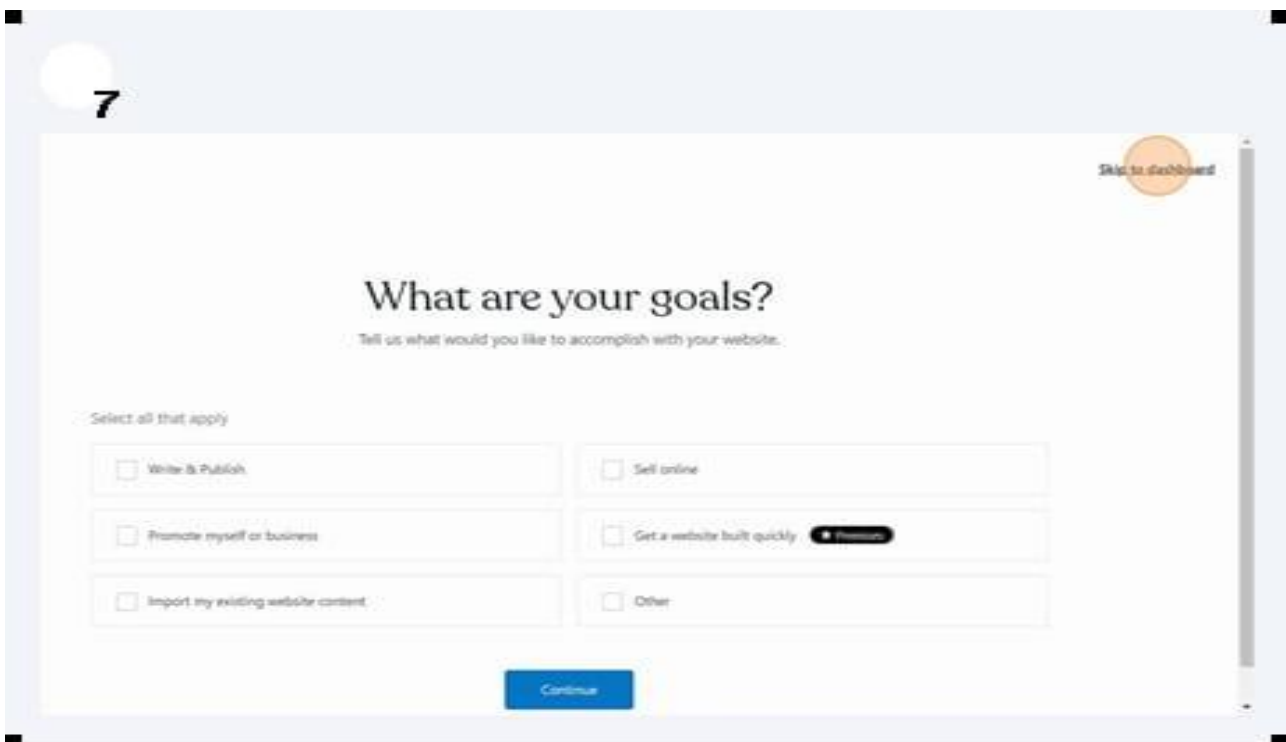 7
Skip to dashboard
What are your goals?
Tell us what would you like to accomplish with your website.
Select all that apply
Write & Publish
Sell online
Promote myself or business
Get a website built quickly
Premium
Import my existing website content
Other
Continue